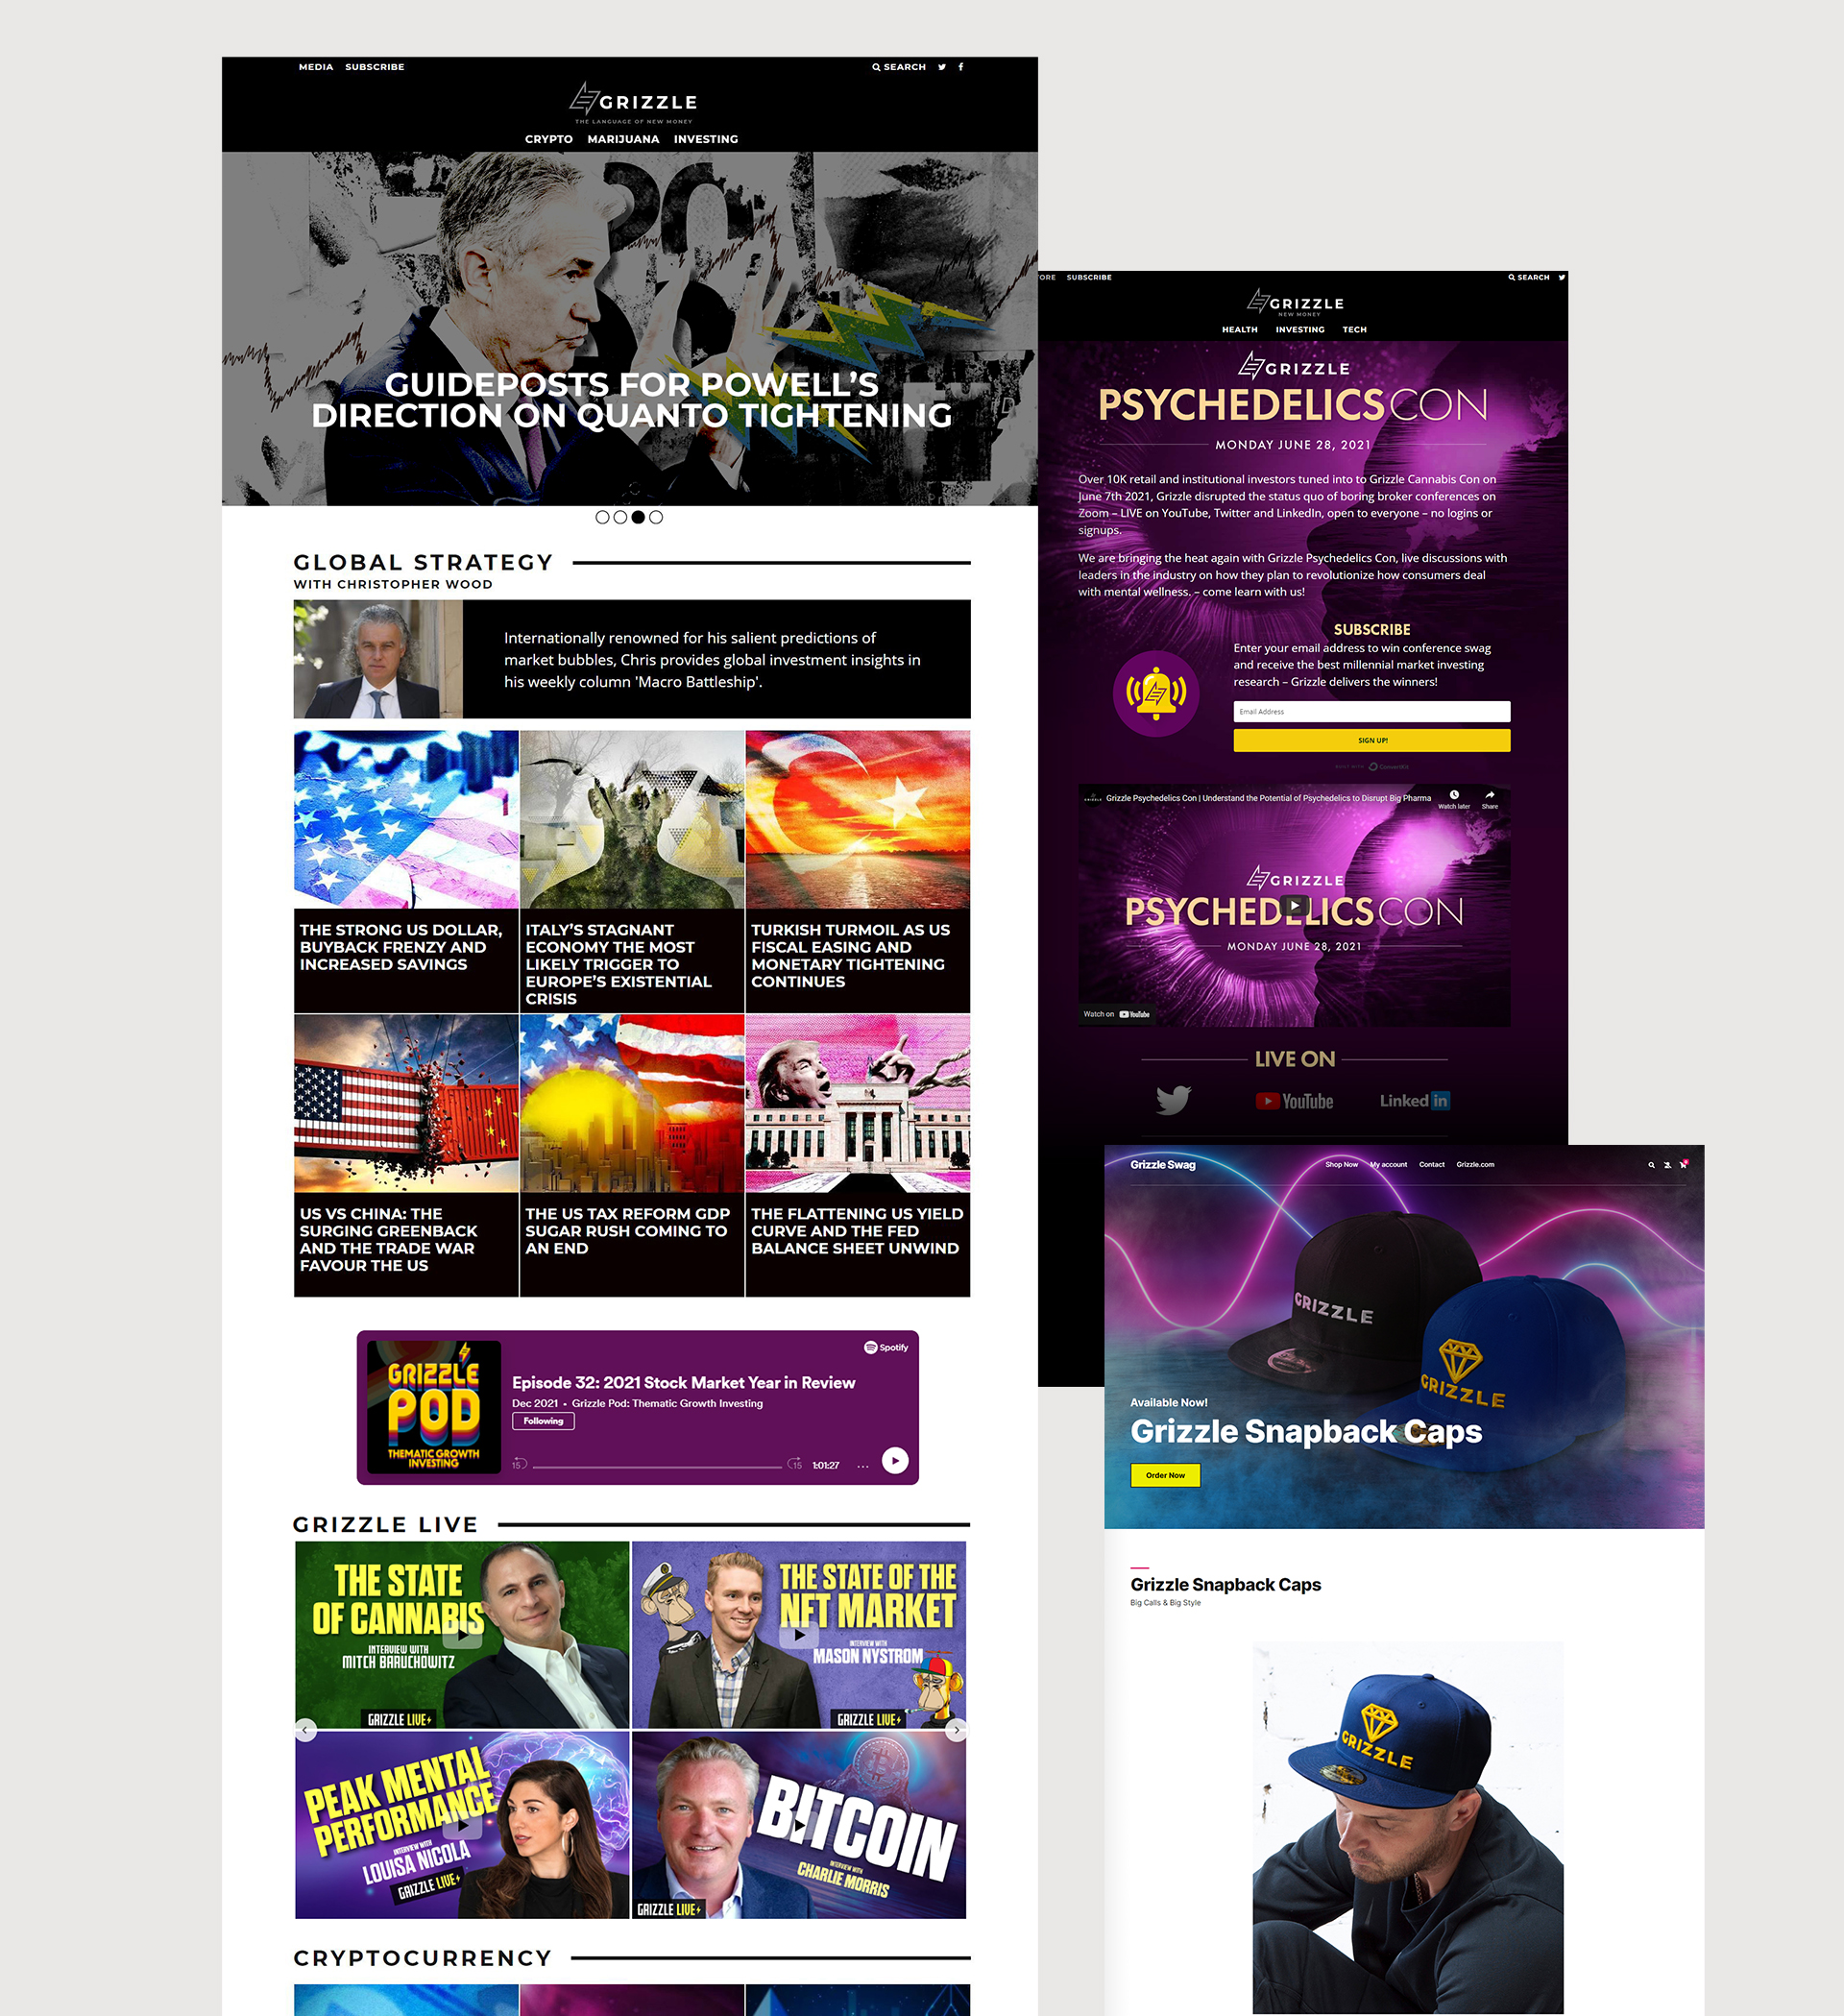 MEDIA SUBSCRIBE
SEARCH
GRIZZLE
THE LANGUAGE OF NEW MONEY
CRYPTO MARIJUANA INVESTING
GUIDEPOSTS FOR POWELL'S
DIRECTION ON QUANTO TIGHTENING
GLOBAL STRATEGY
WITH CHRISTOPHER WOOD
Internationally renowned for his salient predictions of
market bubbles, Chris provides global investment insights in
his weekly column 'Macro Battleship'.
THE STRONG US DOLLAR,
BUYBACK FRENZY AND
INCREASED SAVINGS
ITALY'S STAGNANT
ECONOMY THE MOST
LIKELY TRIGGER TO
EUROPE'S EXISTENTIAL
CRISIS
TURKISH TURMOIL AS US
FISCAL EASING AND
MONETARY TIGHTENING
CONTINUES
US VS CHINA: THE
SURGING GREENBACK
AND THE TRADE WAR
FAVOUR THE US
THE US TAX REFORM GDP
SUGAR RUSH COMING TO
AN END
THE FLATTENING US YIELD
CURVE AND THE FED
BALANCE SHEET UNWIND
GRIZZLE
POD
THEMATIC GROWTH
INVESTING
Spotify
Episode 32: 2021 Stock Market Year in Review
Dec 2021 • Grizzle Pod: Thematic Growth Investing
Following
15
15 1:01:27 ...
GRIZZLE LIVE
THE STATE
OF CANNABIS
INTERVIEW WITH
MITCH BARUCHOWITZ
GRIZZLE LIVE
THE STATE OF THE
NFT MARKET
INTERVIEW WITH
MASON NYSTROM
GRIZZLE LIVE
PEAK MENTAL
PERFORMANCE
INTERVIEW WITH
LOUISA NICOLA
GRIZZLE LIVE
BITCOIN
INTERVIEW WITH
CHARLIE MORRIS
GRIZZLE LIVE
CRYPTOCURRENCY
TORE SUBSCRIBE
SEARCH
GRIZZLE
NEW MONEY
HEALTH INVESTING TECH
GRIZZLE
PSYCHEDELICSCON
MONDAY JUNE 28, 2021
Over 10K retail and institutional investors tuned into to Grizzle Cannabis Con on
June 7th 2021, Grizzle disrupted the status quo of boring broker conferences on
Zoom – LIVE on YouTube, Twitter and LinkedIn, open to everyone – no logins or
signups.
We are bringing the heat again with Grizzle Psychedelics Con, live discussions with
leaders in the industry on how they plan to revolutionize how consumers deal
with mental wellness. – come learn with us!
SUBSCRIBE
Enter your email address to win conference swag
and receive the best millennial market investing
research – Grizzle delivers the winners!
Email Address
SIGN UP!
BUILT WITH ConvertKit
GRIZZLE
Grizzle Psychedelics Con | Understand the Potential of Psychedelics to Disrupt Big Pharma
Watch later
Share
GRIZZLE
PSYCHEDELICSCON
MONDAY JUNE 28, 2021
Watch on YouTube
LIVE ON
YouTube
Linked in
Grizzle Swag
Shop Now My account Contact Grizzle.com
GRIZZLE
GRIZZLE
Available Now!
Grizzle Snapback Caps
Order Now
Grizzle Snapback Caps
Big Calls & Big Style
GRIZZLE